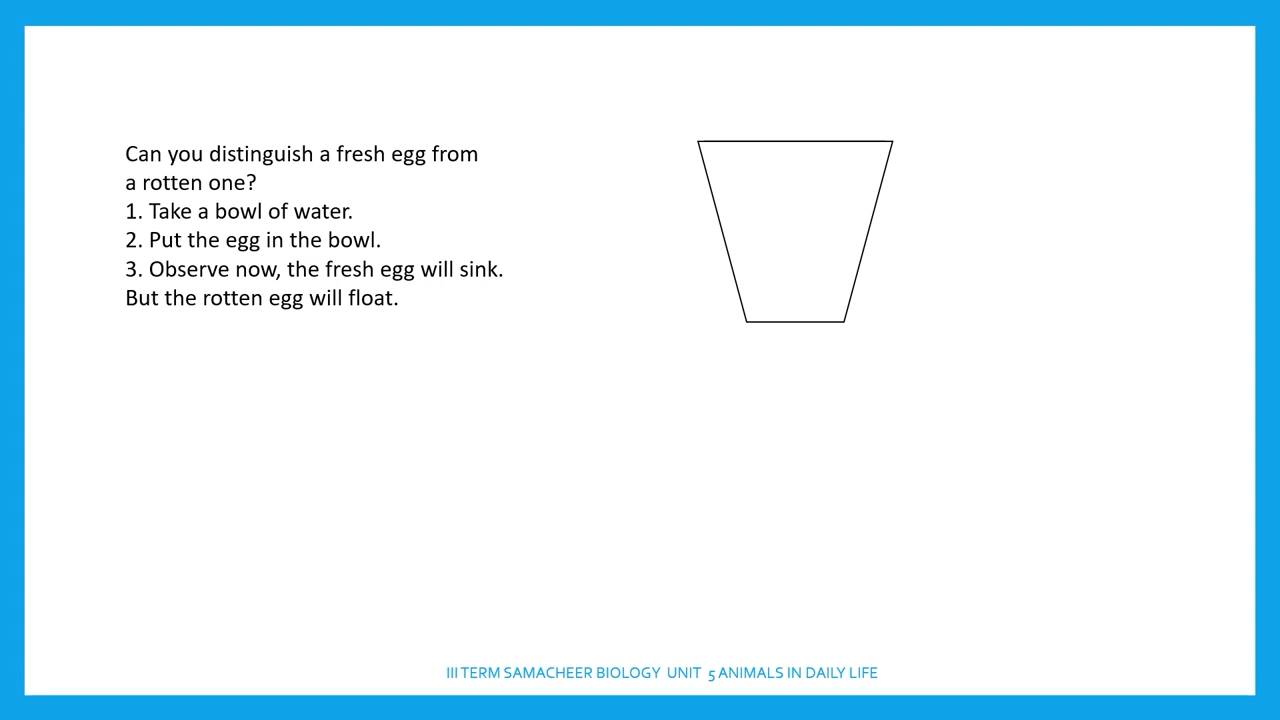 Can you distinguish a fresh egg from
a rotten one?
1. Take a bowl of water.
2. Put the egg in the bowl.
3. Observe now, the fresh egg will sink.
But the rotten egg will float.
III TERM SAMACHEER BIOLOGY UNIT 5 ANIMALS IN DAILY LIFE